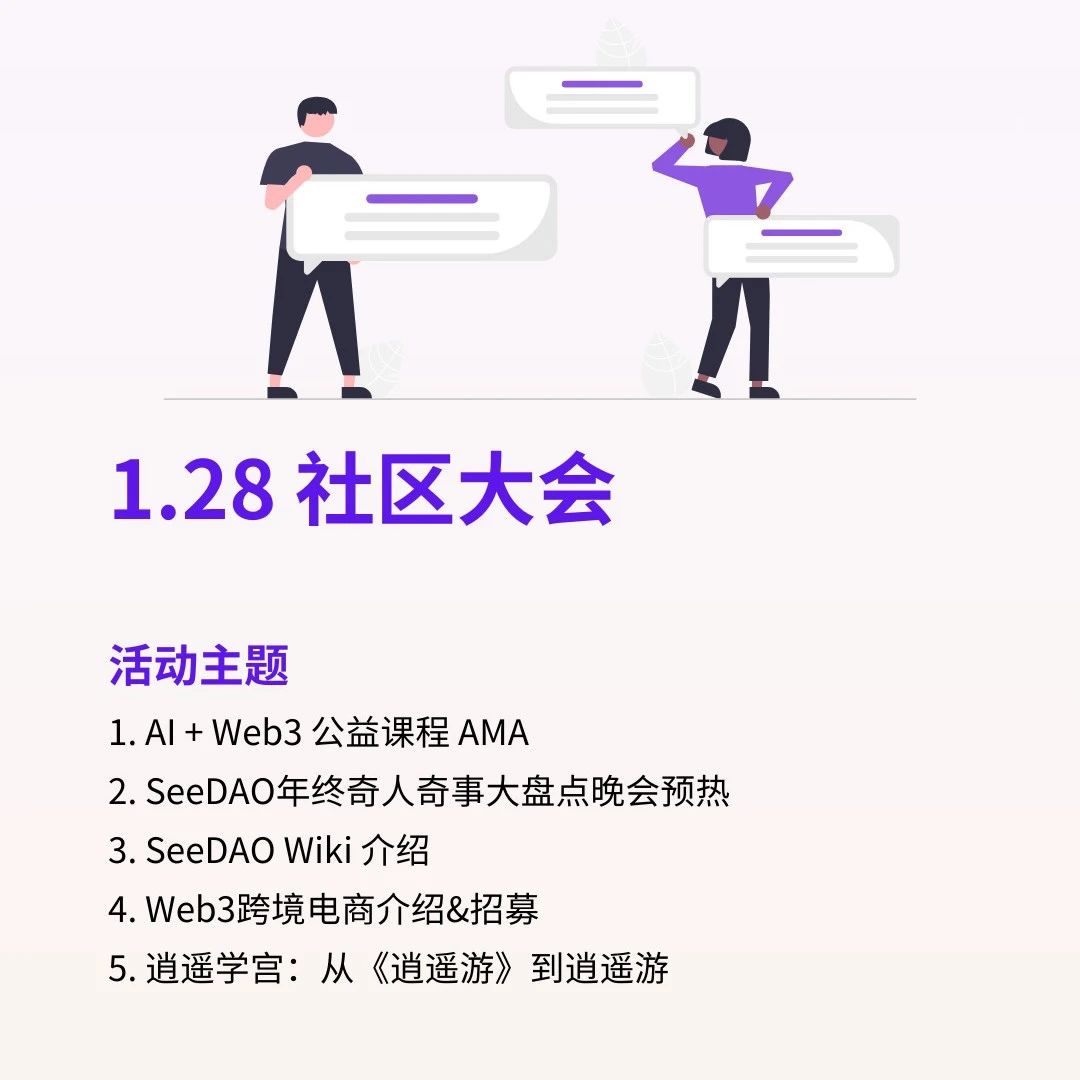 1.28 社区大会
活动主题
1. AI + Web3 公益课程 AMA
2. SeeDAO年终奇人奇事大盘点晚会预热
3. SeeDAO Wiki 介绍
4. Web3跨境电商介绍&招募
5. 逍遥学宫：从《逍遥游》到逍遥游